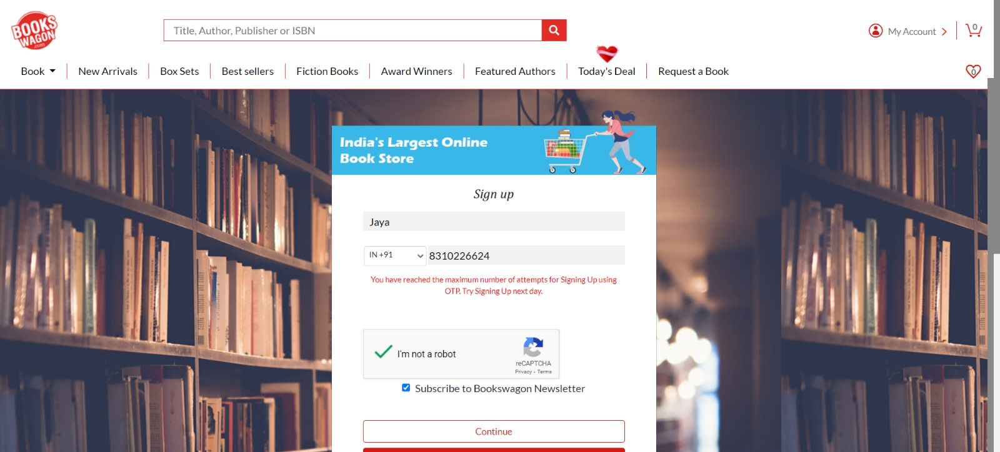 BOOKS
WAGON
.com
Title, Author, Publisher or ISBN
My Account
0
Book
New Arrivals
Box Sets
Best sellers
Fiction Books
Award Winners
Featured Authors
Today's Deal
Request a Book
0
India's Largest Online
Book Store
Sign up
Jaya
IN +91
8310226624
You have reached the maximum number of attempts for Signing Up using
OTP. Try Signing Up next day.
I'm not a robot
reCAPTCHA
Privacy - Terms
Subscribe to Bookswagon Newsletter
Continue